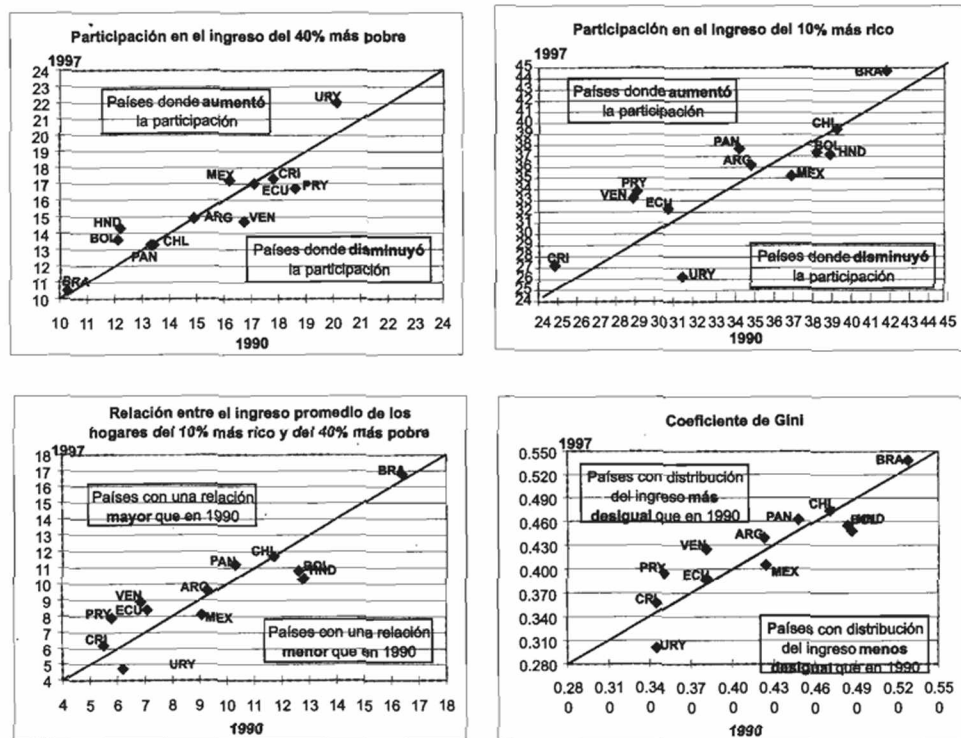 Participación en el ingreso del 40% más pobre
1997
24
23
22
21
20
19
18
17
16
15
14
13
12
11
10
Países donde aumentó
la participación
URY
MEX
CRI
ECU
PRY
HND
ARG
VEN
BOL
CHL
PAN
BRA
Países donde disminuyó
la participación
10 11 12 13 14 15 16 17 18 19 20 21 22 23 24
1990
Participación en el ingreso del 10% más rico
1997
45
44
43
42
41
40
39
38
37
36
35
34
33
32
31
30
29
28
27
26
25
24
Países donde aumentó
la participación
BRA
CHL
PAN
BOL
HND
ARG
MEX
PRY
VEN
ECU
CRI
URY
Países donde disminuyó
la participación
24 25 26 27 28 29 30 31 32 33 34 35 36 37 38 39 40 41 42 43 44 45
1990
Relación entre el ingreso promedio de los
hogares del 10% más rico y del 40% más pobre
1997
18
17
16
15
14
13
12
11
10
9
8
7
6
5
4
BRA
Países con una relación
mayor que en 1990
CHL
PAN
BOL
HND
ARG
VEN
ECU
PRY
MEX
CRI
URY
Países con una relación
menor que en 1990
4 5 6 7 8 9 10 11 12 13 14 15 16 17 18
1990
Coeficiente de Gini
1997
0.550
0.520
0.490
0.460
0.430
0.400
0.370
0.340
0.310
0.280
Países con distribución
del ingreso más
desigual que en 1990
BRA
CHL
PAN
HND
ARG
VEN
MEX
PRY
ECU
CRI
URY
Países con distribución
del ingreso menos
desigual que en 1990
0.28 0.31 0.34 0.37 0.40 0.43 0.46 0.49 0.52 0.55
0 0 0 0 0 0 0 0 0 0
1990